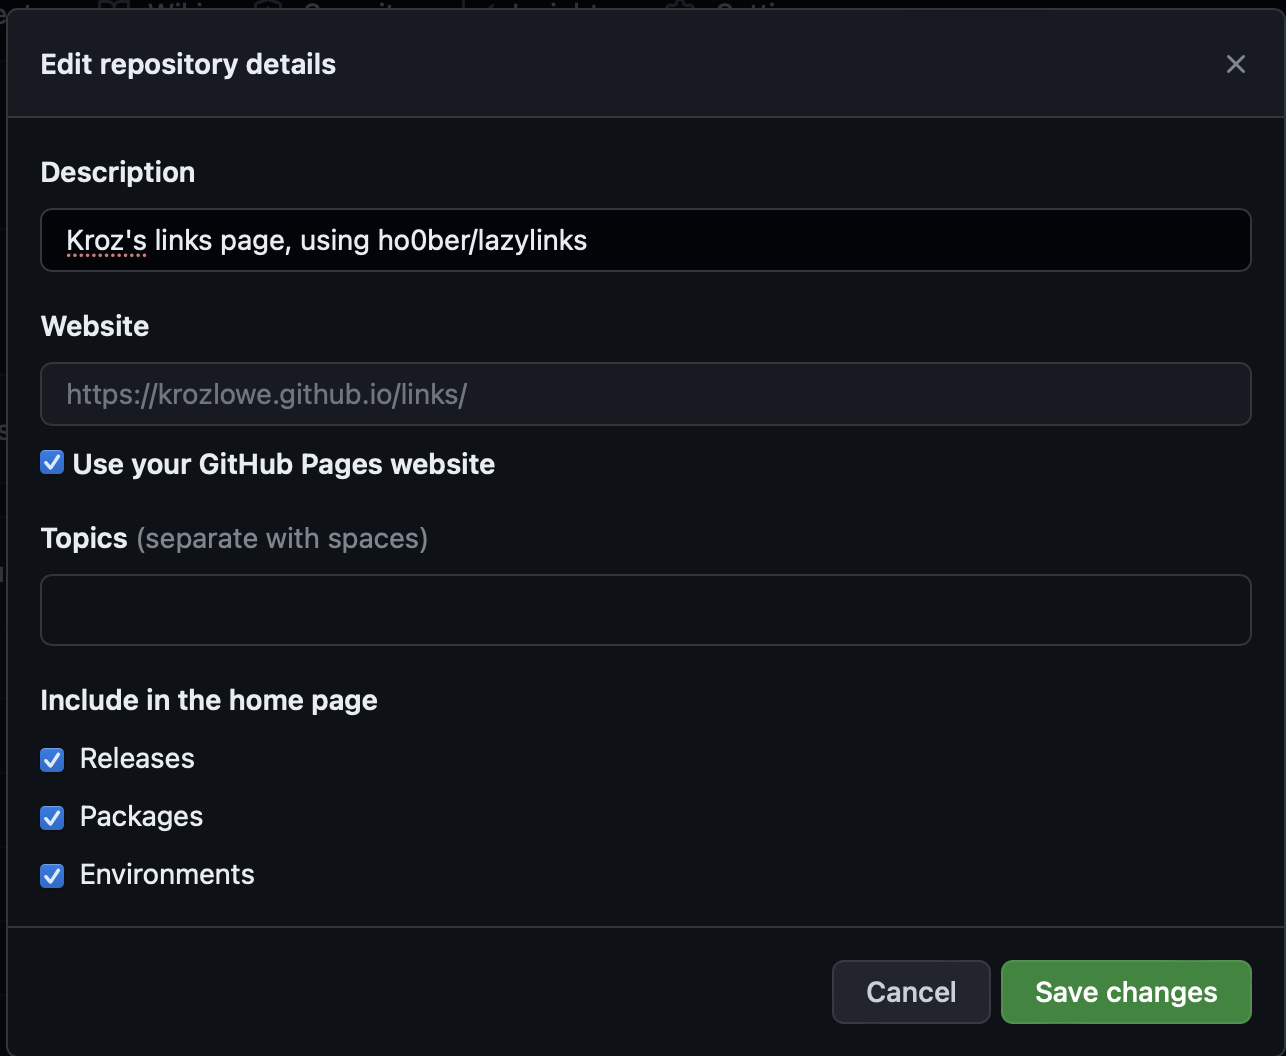 Edit repository details
Description
Kroz's links page, using ho0ber/lazylinks
Website
https://krozlowe.github.io/links/
Use your GitHub Pages website
Topics (separate with spaces)
Include in the home page
Releases
Packages
Environments
Cancel
Save changes